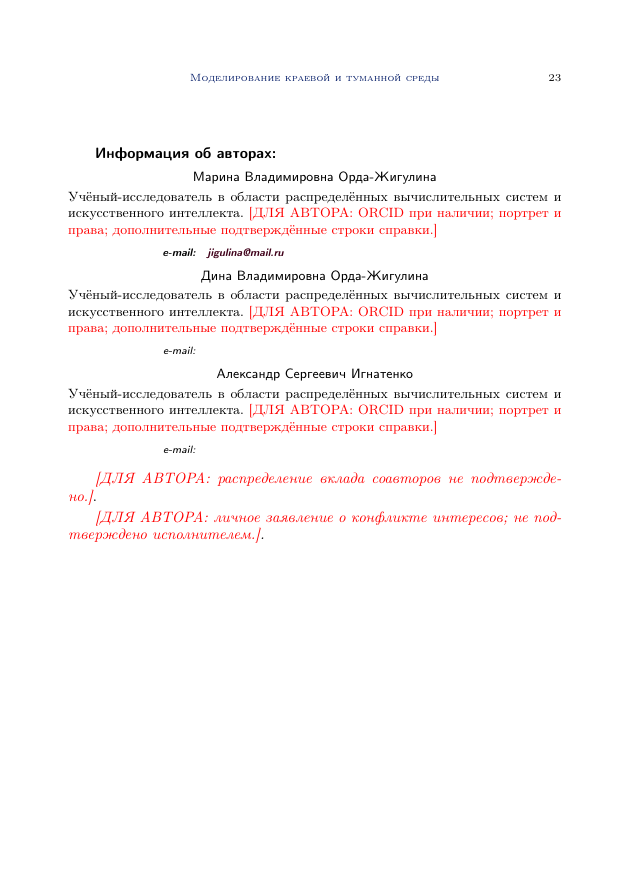 Моделирование краевой и туманной среды 23
Информация об авторах:
Марина Владимировна Орда-Жигулина
Учёный-исследователь в области распределённых вычислительных систем и
искусственного интеллекта. [ДЛЯ АВТОРА: ORCID при наличии; портрет и
права; дополнительные подтверждённые строки справки.]
e-mail: jigulina@mail.ru
Дина Владимировна Орда-Жигулина
Учёный-исследователь в области распределённых вычислительных систем и
искусственного интеллекта. [ДЛЯ АВТОРА: ORCID при наличии; портрет и
права; дополнительные подтверждённые строки справки.]
e-mail:
Александр Сергеевич Игнатенко
Учёный-исследователь в области распределённых вычислительных систем и
искусственного интеллекта. [ДЛЯ АВТОРА: ORCID при наличии; портрет и
права; дополнительные подтверждённые строки справки.]
e-mail:
[ДЛЯ АВТОРА: распределение вклада соавторов не подтвержде-
но.].
[ДЛЯ АВТОРА: личное заявление о конфликте интересов; не под-
тверждено исполнителем.].